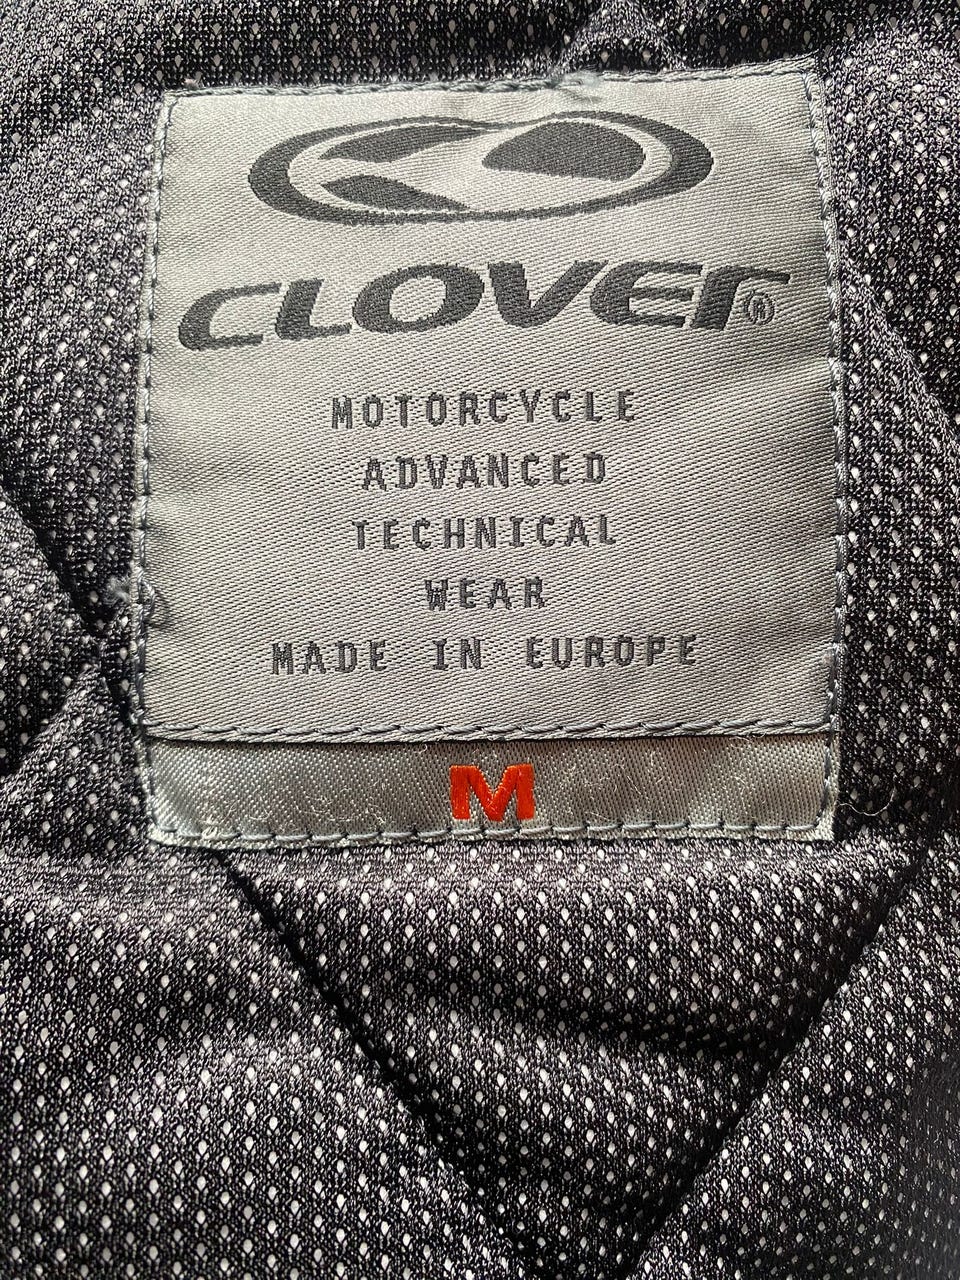 CLOVER®
MOTORCYCLE
ADVANCED
TECHNICAL
WEAR
MADE IN EUROPE
M